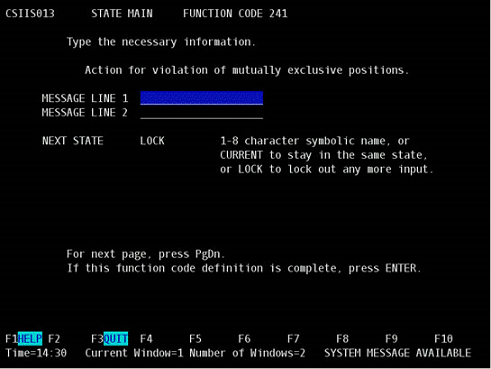 CSIIS013 STATE MAIN FUNCTION CODE 241
Type the necessary information.
Action for violation of mutually exclusive positions.
MESSAGE LINE 1
MESSAGE LINE 2
NEXT STATE LOCK 1-8 character symbolic name, or
CURRENT to stay in the same state,
or LOCK to lock out any more input.
For next page, press PgDn.
If this function code definition is complete, press ENTER.
F1HELP F2 F3QUIT F4 F5 F6 F7 F8 F9 F10
Time=14:30 Current Window=1 Number of Windows=2 SYSTEM MESSAGE AVAILABLE